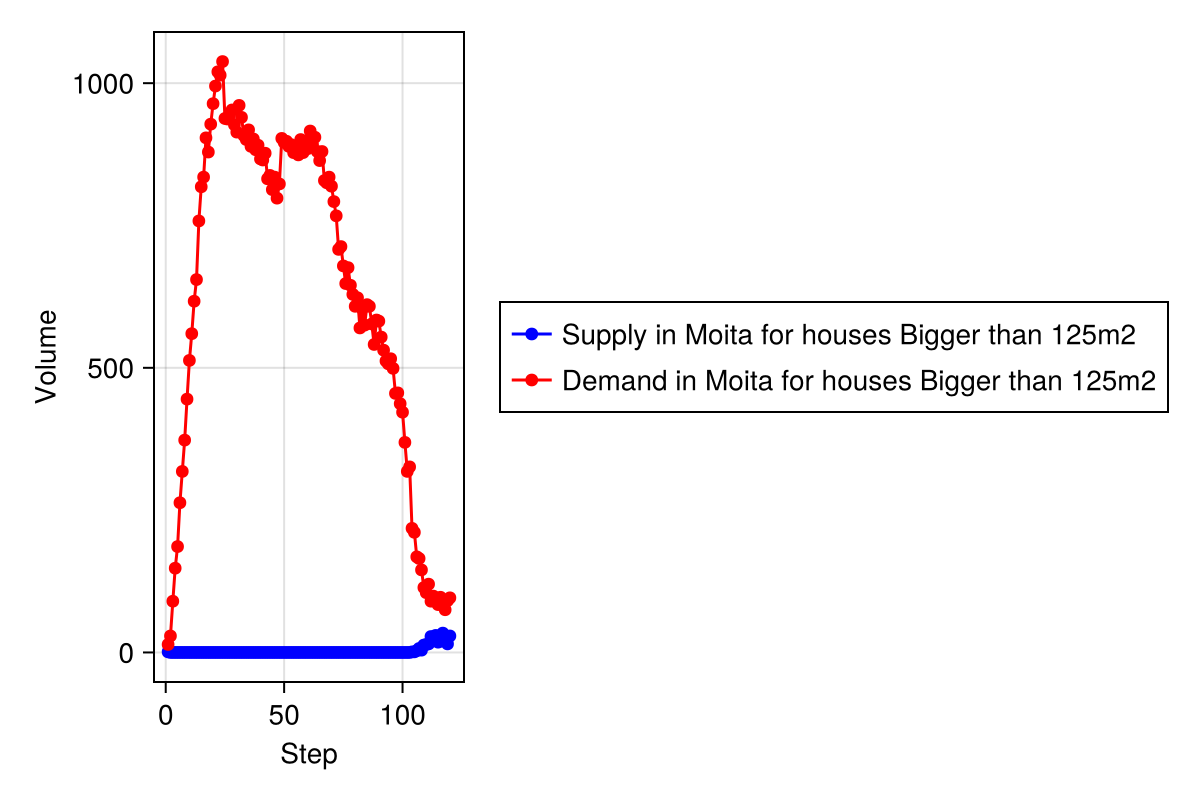 1000
500
0
Volume
0 50 100
Step
Supply in Moita for houses Bigger than 125m2
Demand in Moita for houses Bigger than 125m2